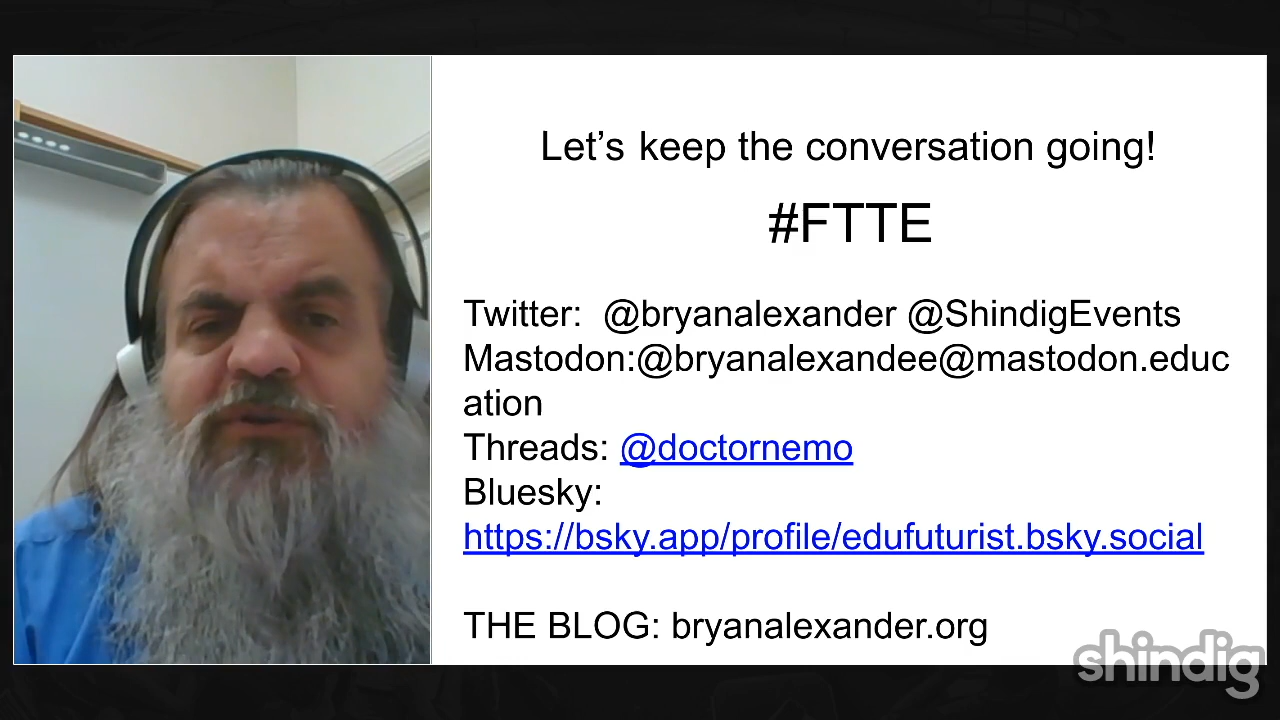 Let’s keep the conversation going!
#FTTE
Twitter:  @bryanalexander @ShindigEvents
Mastodon:@bryanalexandee@mastodon.educ
ation
Threads: @doctornemo
Bluesky:
https://bsky.app/profile/edufuturist.bsky.social
THE BLOG: bryanalexander.org
shindig